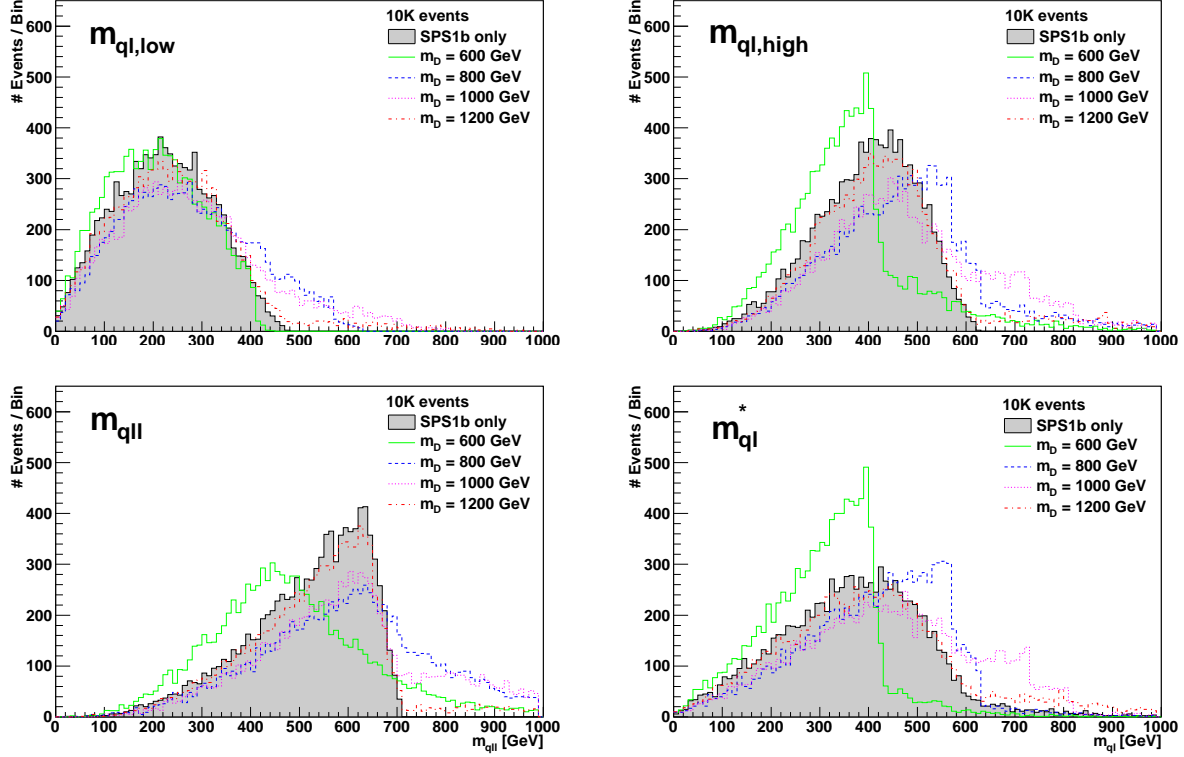 # Events / Bin
600
500
400
300
200
100
0
m_ql,low
10K events
SPS1b only
m_D = 600 GeV
m_D = 800 GeV
m_D = 1000 GeV
m_D = 1200 GeV
0 100 200 300 400 500 600 700 800 900 1000
# Events / Bin
600
500
400
300
200
100
0
m_ql,high
10K events
SPS1b only
m_D = 600 GeV
m_D = 800 GeV
m_D = 1000 GeV
m_D = 1200 GeV
0 100 200 300 400 500 600 700 800 900 1000
# Events / Bin
600
500
400
300
200
100
0
m_qll
10K events
SPS1b only
m_D = 600 GeV
m_D = 800 GeV
m_D = 1000 GeV
m_D = 1200 GeV
0 100 200 300 400 500 600 700 800 900 1000
m_qll [GeV]
# Events / Bin
600
500
400
300
200
100
0
m*_ql
10K events
SPS1b only
m_D = 600 GeV
m_D = 800 GeV
m_D = 1000 GeV
m_D = 1200 GeV
0 100 200 300 400 500 600 700 800 900 1000
m_ql [GeV]